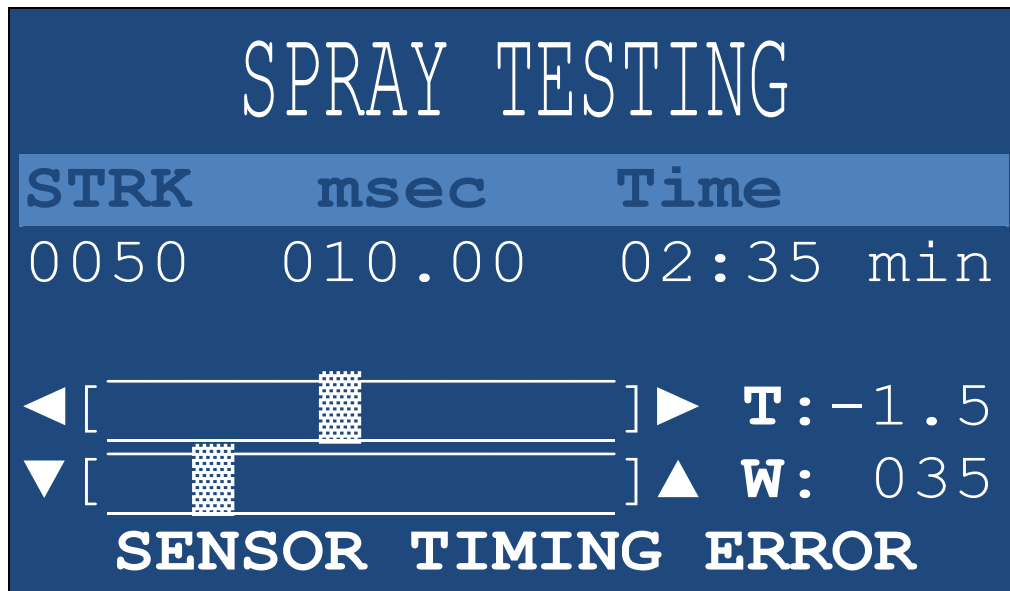 SPRAY TESTING
STRK msec Time
0050 010.00 02:35 min
◀[ ]▶ T:-1.5
▼[ ]▲ W: 035
SENSOR TIMING ERROR